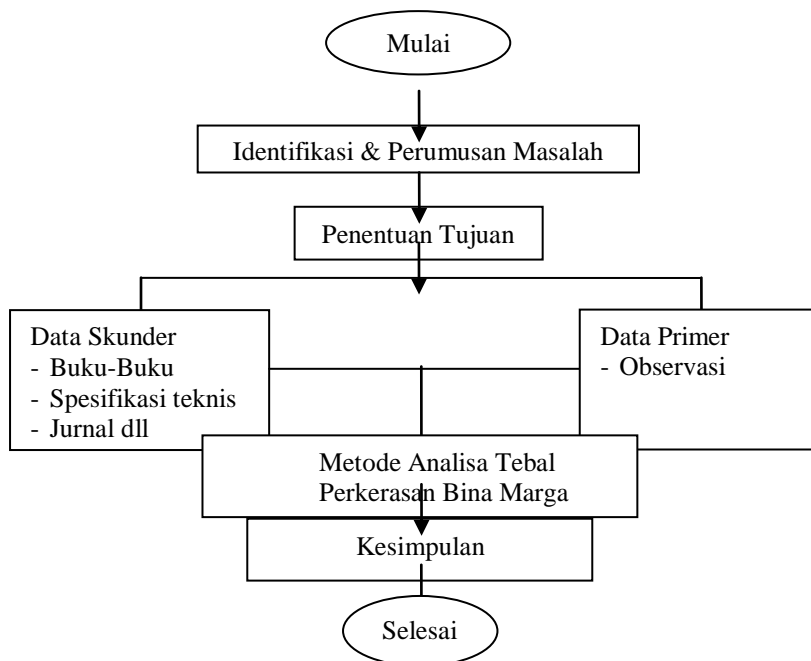 Mulai
Identifikasi & Perumusan Masalah
Penentuan Tujuan
Data Skunder
- Buku-Buku
- Spesifikasi teknis
- Jurnal dll
Data Primer
- Observasi
Metode Analisa Tebal
Perkerasan Bina Marga
Kesimpulan
Selesai